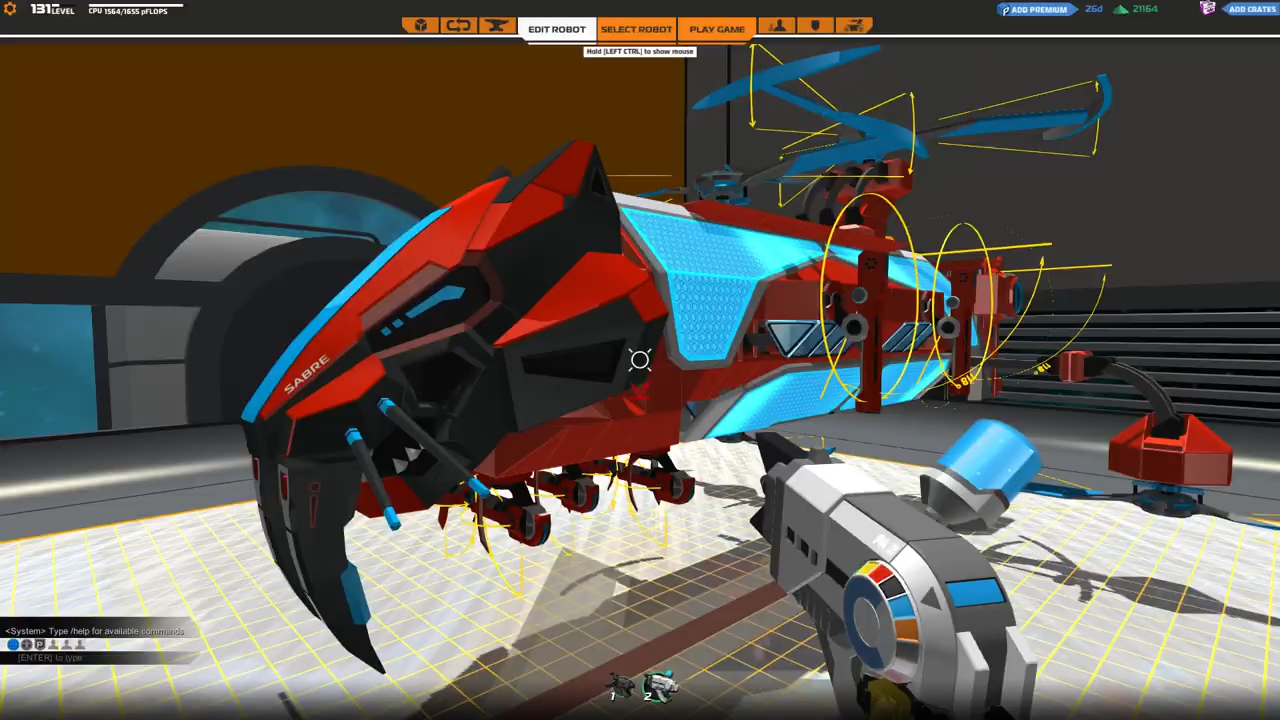 131 LEVEL
CPU 1564/1655 pFLOPS
ADD PREMIUM
26d
21164
ADD CRATES
EDIT ROBOT
SELECT ROBOT
PLAY GAME
Hold [LEFT CTRL] to show mouse
SABRE
<System> Type /help for available commands
[ENTER] to type
1
2